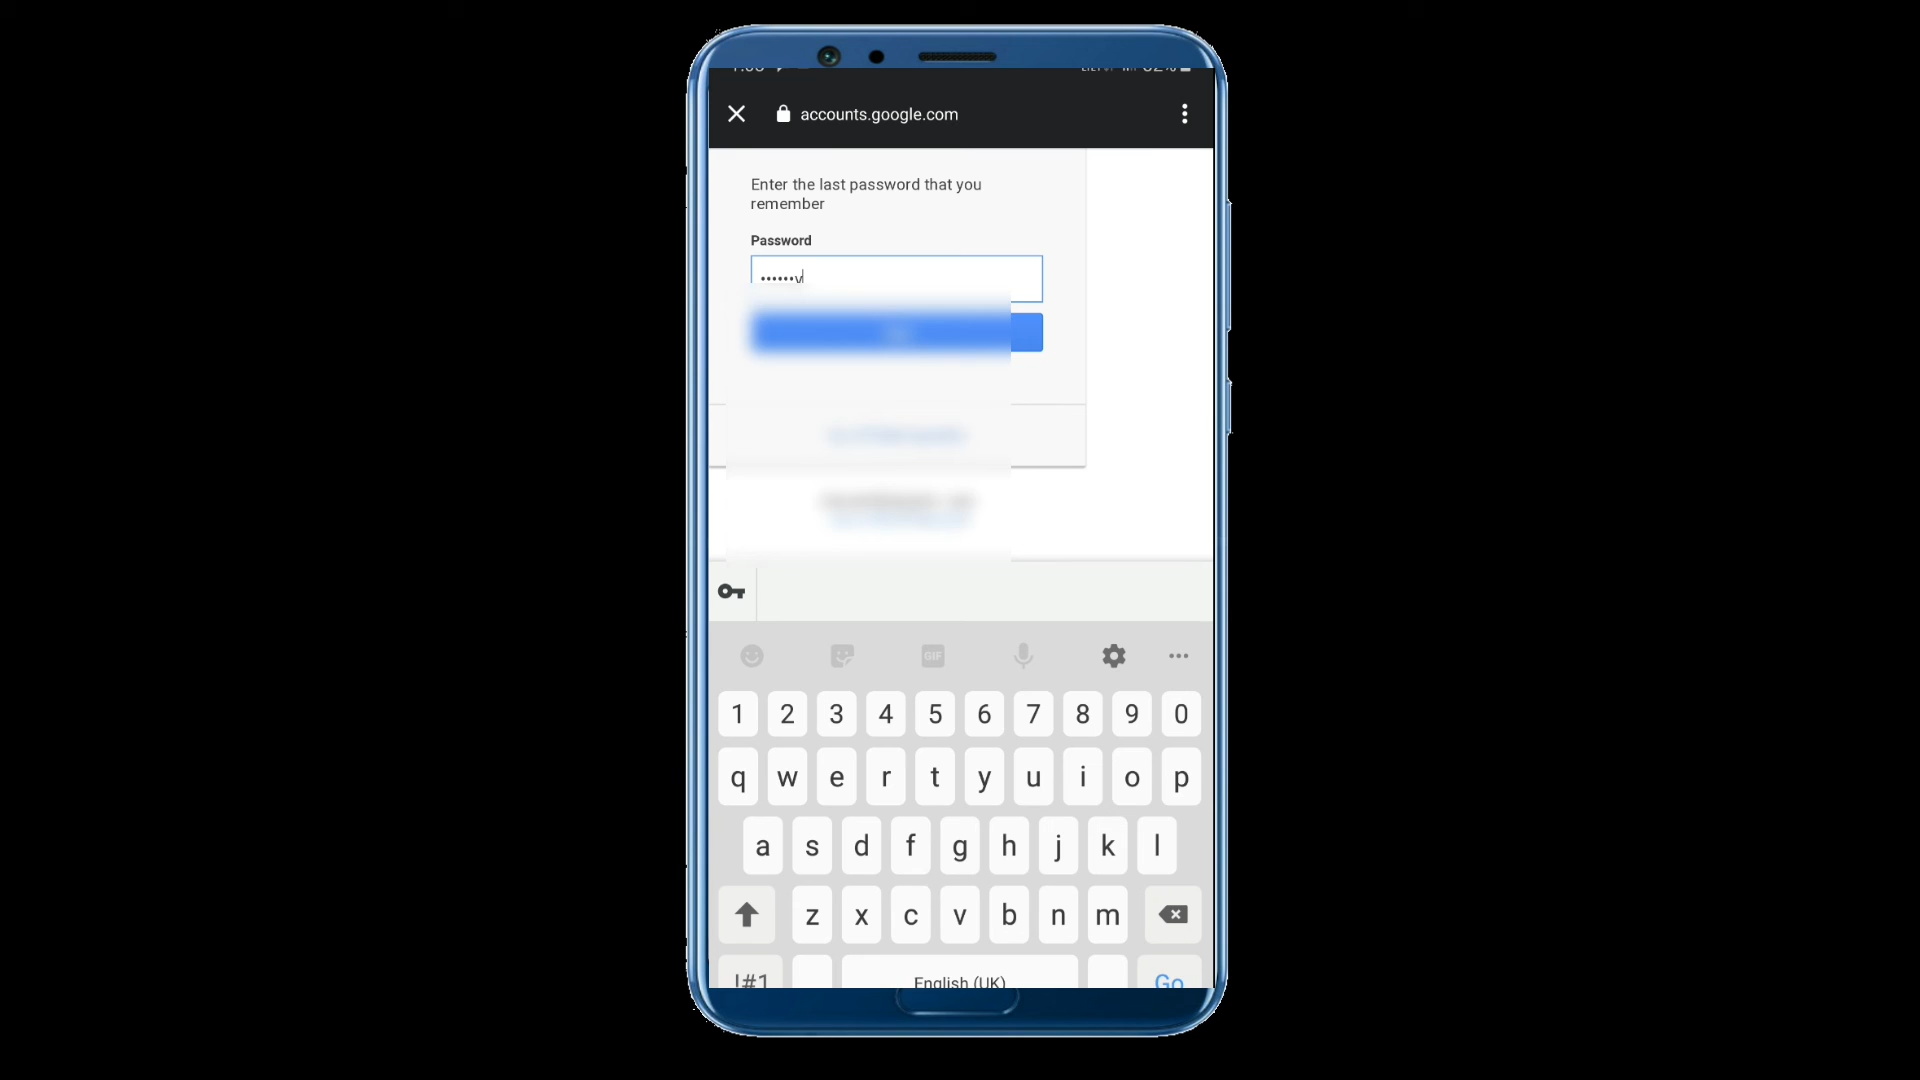 accounts.google.com
Enter the last password that you
remember
Password
••••••v
GIF
1 2 3 4 5 6 7 8 9 0
q w e r t y u i o p
a s d f g h j k l
z x c v b n m
!#1 English (UK) Go